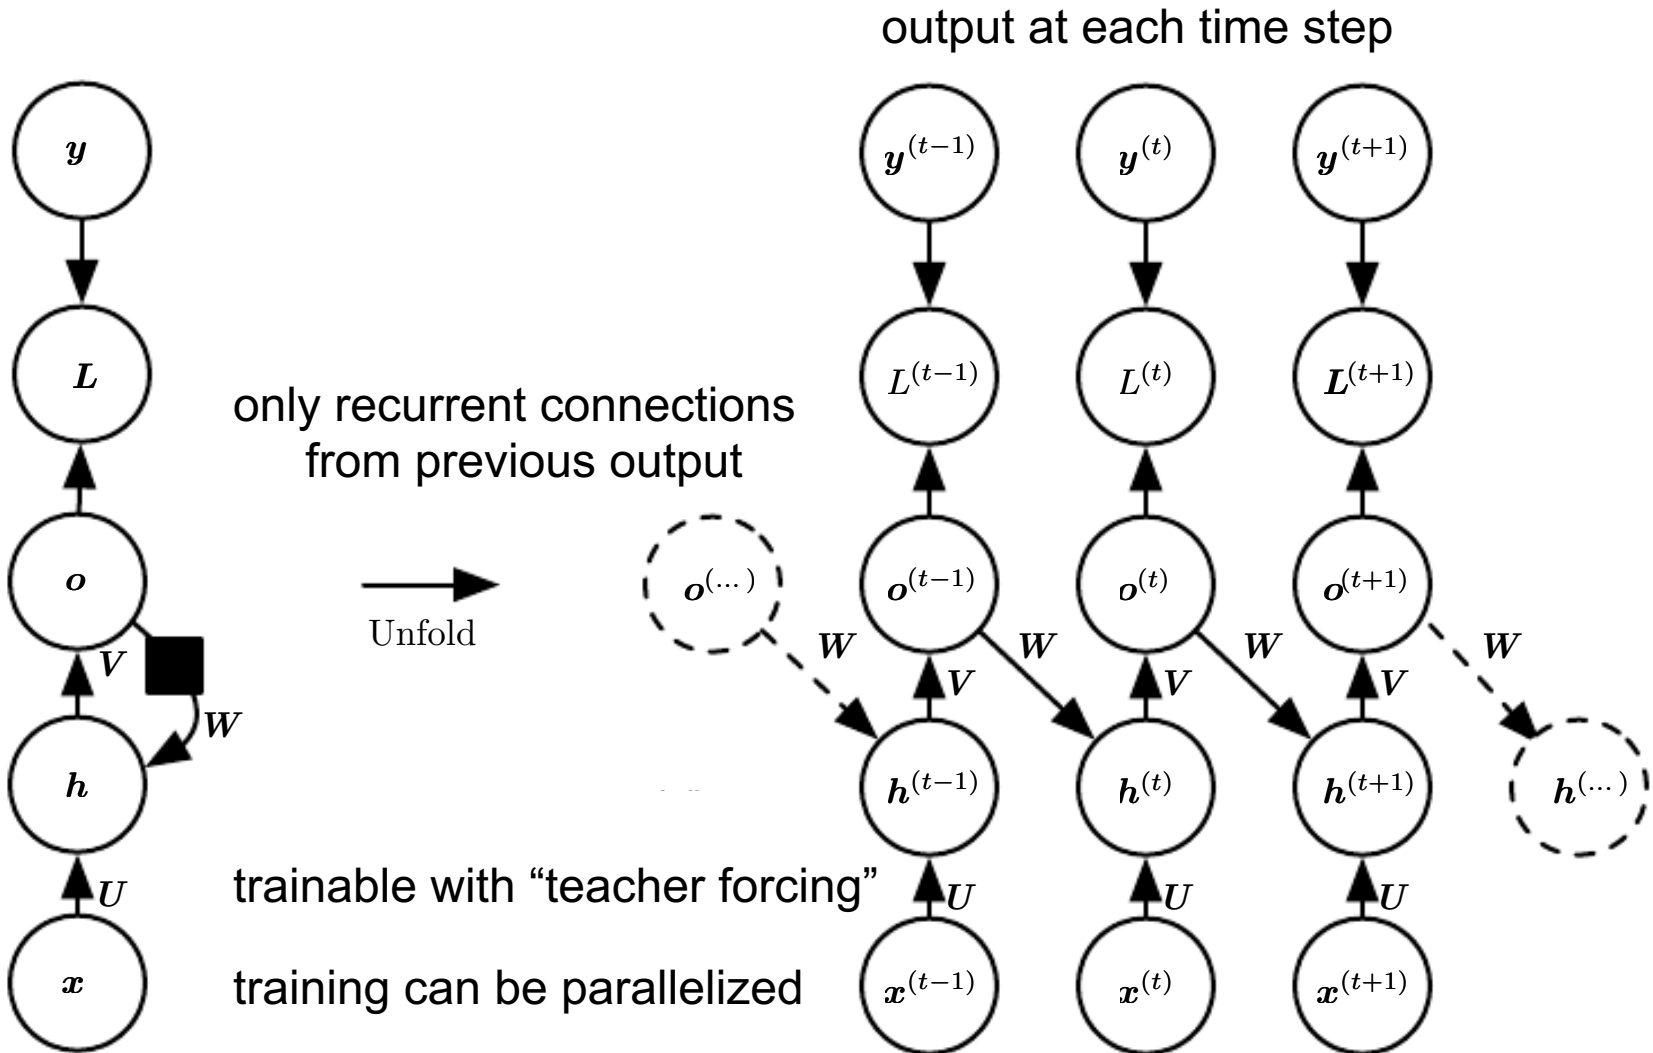 output at each time step
y y^(t−1) y^(t) y^(t+1)
L L^(t−1) L^(t) L^(t+1)
only recurrent connections
from previous output
o o^(...) o^(t−1) o^(t) o^(t+1)
Unfold
W W W W
V V V V
W
h h^(t−1) h^(t) h^(t+1) h^(...)
trainable with “teacher forcing”
U U U U
training can be parallelized
x x^(t−1) x^(t) x^(t+1)